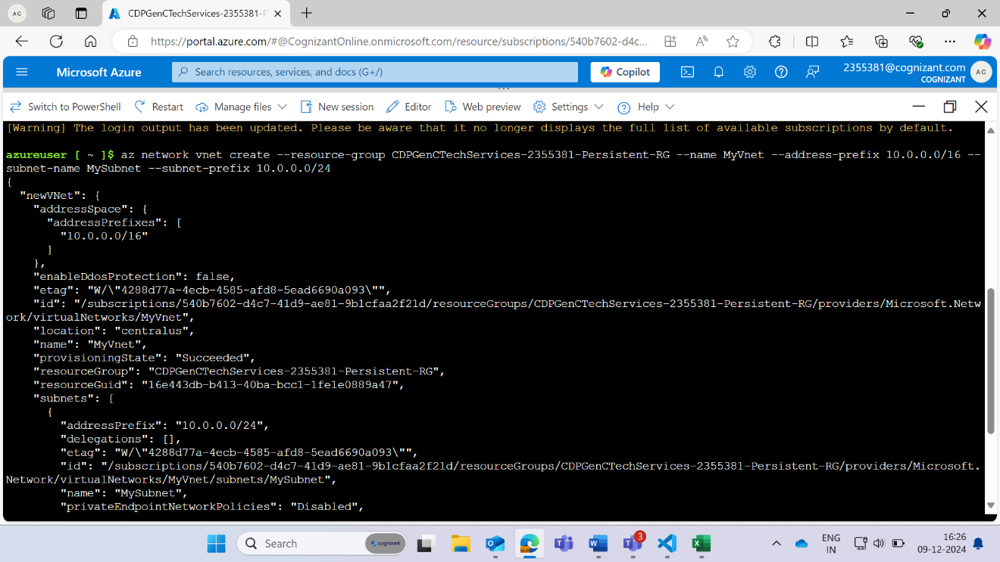 AC
CDPGenCTechServices-2355381-P
https://portal.azure.com/#@CognizantOnline.onmicrosoft.com/resource/subscriptions/540b7602-d4c...
Microsoft Azure
Search resources, services, and docs (G+/)
Copilot
2355381@cognizant.com
COGNIZANT
AC
Switch to PowerShell Restart Manage files New session Editor Web preview Settings Help
[Warning] The login output has been updated. Please be aware that it no longer displays the full list of available subscriptions by default.
azureuser [ ~ ]$ az network vnet create --resource-group CDPGenCTechServices-2355381-Persistent-RG --name MyVnet --address-prefix 10.0.0.0/16 --
subnet-name MySubnet --subnet-prefix 10.0.0.0/24
{
"newVNet": {
"addressSpace": {
"addressPrefixes": [
"10.0.0.0/16"
]
},
"enableDdosProtection": false,
"etag": "W/\"4288d77a-4ecb-4585-afd8-5ead6690a093\"",
"id": "/subscriptions/540b7602-d4c7-41d9-ae81-9b1cfaa2f21d/resourceGroups/CDPGenCTechServices-2355381-Persistent-RG/providers/Microsoft.Netw
ork/virtualNetworks/MyVnet",
"location": "centralus",
"name": "MyVnet",
"provisioningState": "Succeeded",
"resourceGroup": "CDPGenCTechServices-2355381-Persistent-RG",
"resourceGuid": "16e443db-b413-40ba-bcc1-1fe1e0889a47",
"subnets": [
{
"addressPrefix": "10.0.0.0/24",
"delegations": [],
"etag": "W/\"4288d77a-4ecb-4585-afd8-5ead6690a093\"",
"id": "/subscriptions/540b7602-d4c7-41d9-ae81-9b1cfaa2f21d/resourceGroups/CDPGenCTechServices-2355381-Persistent-RG/providers/Microsoft.
Network/virtualNetworks/MyVnet/subnets/MySubnet",
"name": "MySubnet",
"privateEndpointNetworkPolicies": "Disabled",
Search
cognizant
3
ENG
IN
16:26
09-12-2024